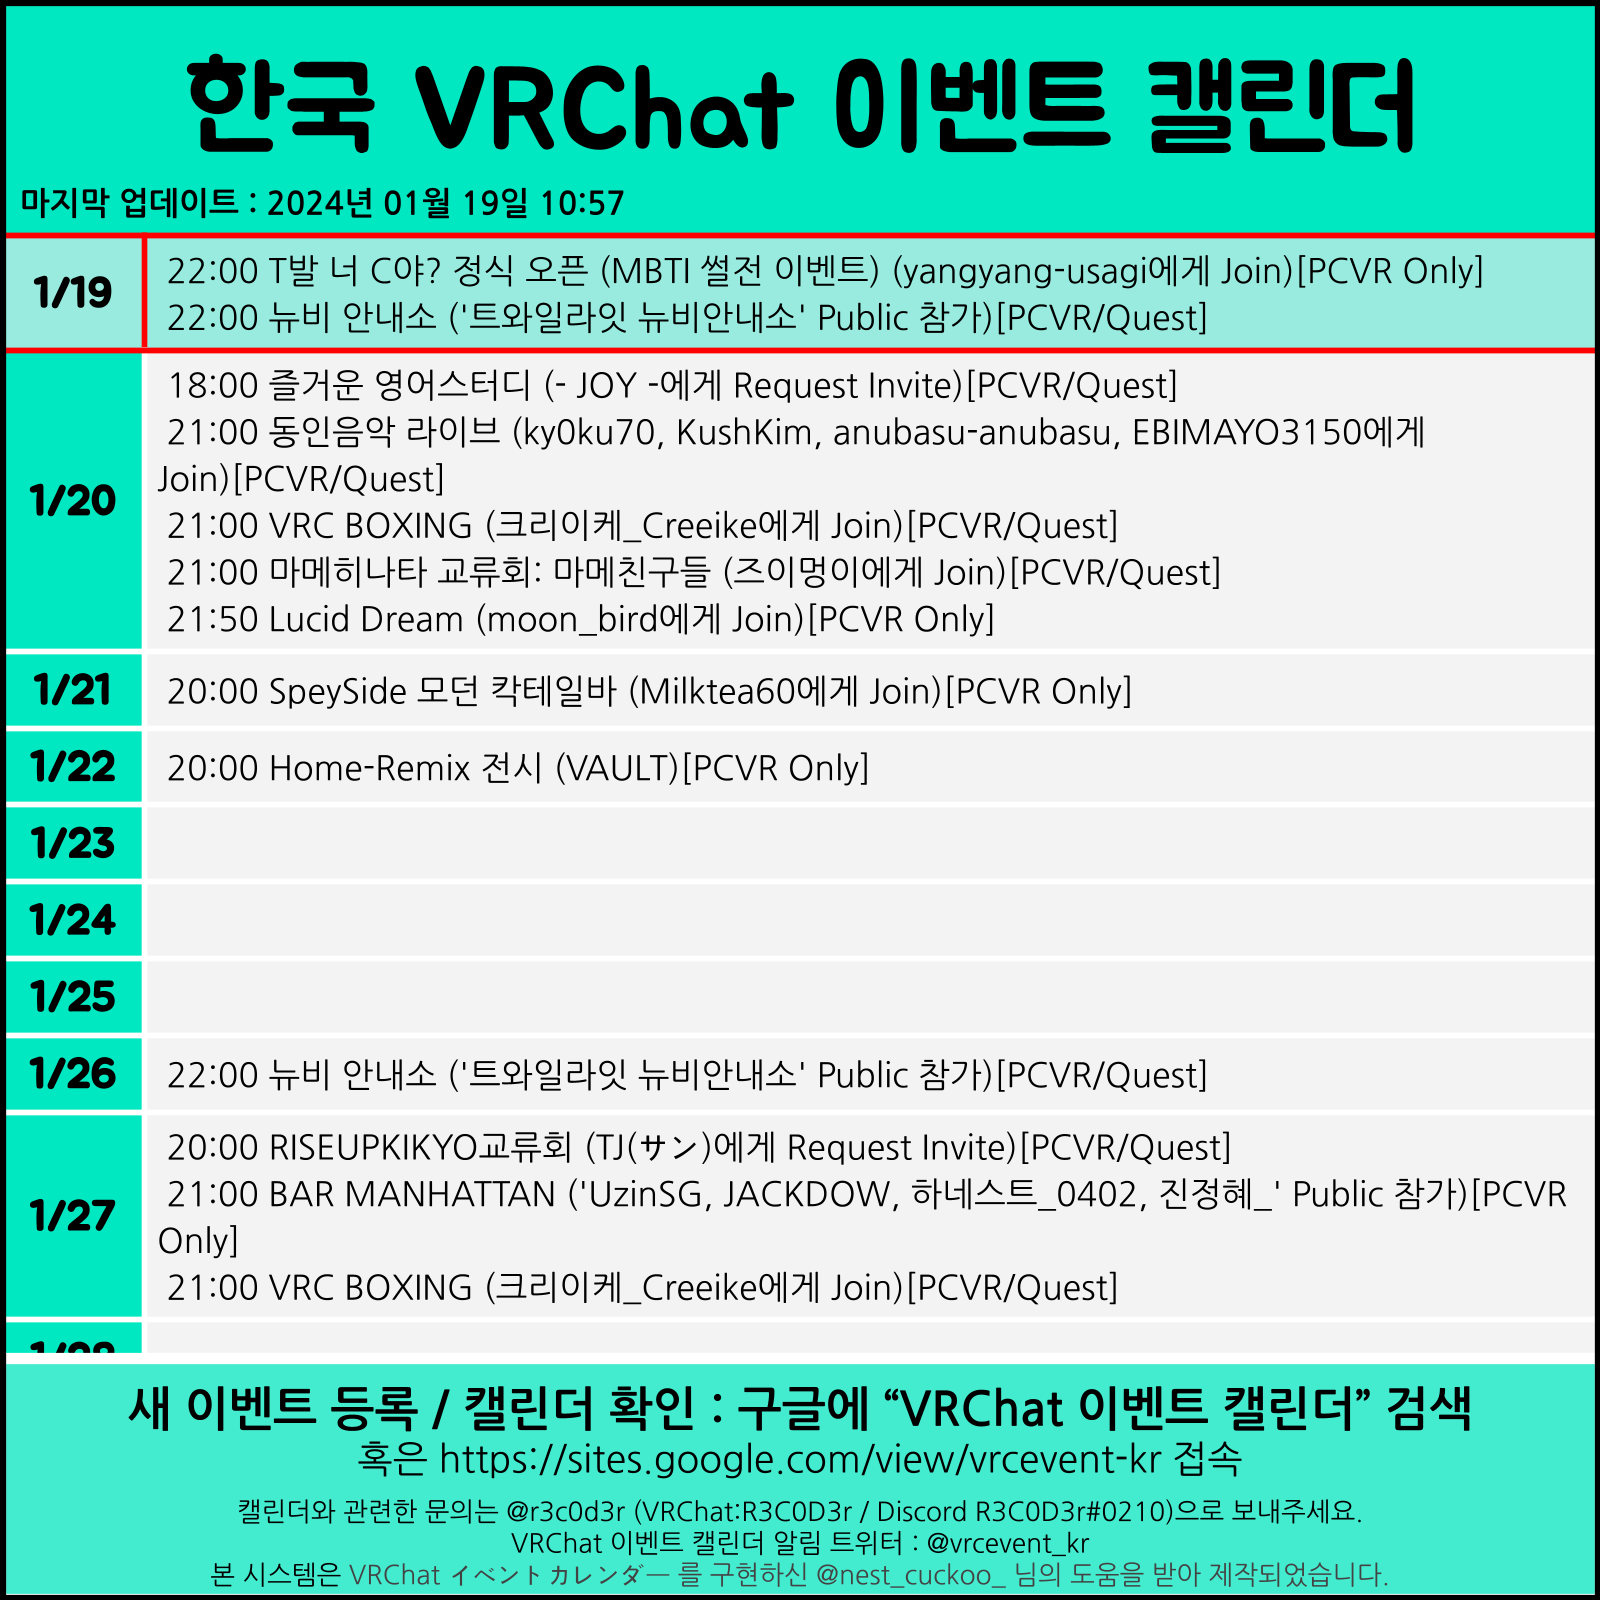 한국 VRChat 이벤트 캘린더
마지막 업데이트 : 2024년 01월 19일 10:57
1/19
22:00 T발 너 C야? 정식 오픈 (MBTI 썰전 이벤트) (yangyang-usagi에게 Join)[PCVR Only]
22:00 뉴비 안내소 ('트와일라잇 뉴비안내소' Public 참가)[PCVR/Quest]
1/20
18:00 즐거운 영어스터디 (- JOY -에게 Request Invite)[PCVR/Quest]
21:00 동인음악 라이브 (ky0ku70, KushKim, anubasu-anubasu, EBIMAYO3150에게
Join)[PCVR/Quest]
21:00 VRC BOXING (크리이케_Creeike에게 Join)[PCVR/Quest]
21:00 마메히나타 교류회: 마메친구들 (즈이멍이에게 Join)[PCVR/Quest]
21:50 Lucid Dream (moon_bird에게 Join)[PCVR Only]
1/21
20:00 SpeySide 모던 칵테일바 (Milktea60에게 Join)[PCVR Only]
1/22
20:00 Home-Remix 전시 (VAULT)[PCVR Only]
1/23
1/24
1/25
1/26
22:00 뉴비 안내소 ('트와일라잇 뉴비안내소' Public 참가)[PCVR/Quest]
1/27
20:00 RISEUPKIKYO교류회 (TJ(サン)에게 Request Invite)[PCVR/Quest]
21:00 BAR MANHATTAN ('UzinSG, JACKDOW, 하네스트_0402, 진정혜_' Public 참가)[PCVR
Only]
21:00 VRC BOXING (크리이케_Creeike에게 Join)[PCVR/Quest]
새 이벤트 등록 / 캘린더 확인 : 구글에 “VRChat 이벤트 캘린더” 검색
혹은 https://sites.google.com/view/vrcevent-kr 접속
캘린더와 관련한 문의는 @r3c0d3r (VRChat:R3C0D3r / Discord R3C0D3r#0210)으로 보내주세요.
VRChat 이벤트 캘린더 알림 트위터 : @vrcevent_kr
본 시스템은 VRChat イベントカレンダー 를 구현하신 @nest_cuckoo_ 님의 도움을 받아 제작되었습니다.